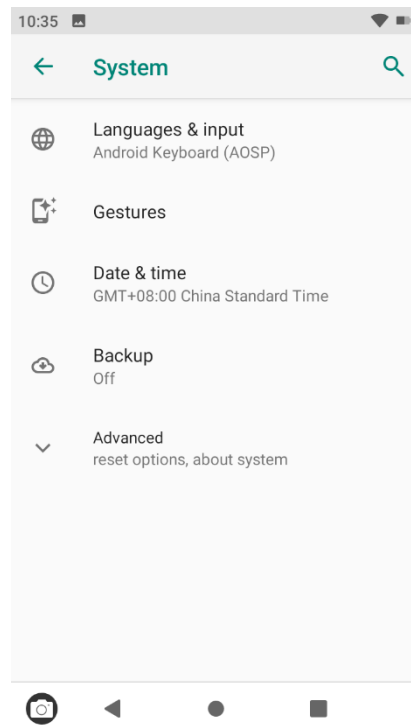 10:35
System
Languages & input
Android Keyboard (AOSP)
Gestures
Date & time
GMT+08:00 China Standard Time
Backup
Off
Advanced
reset options, about system